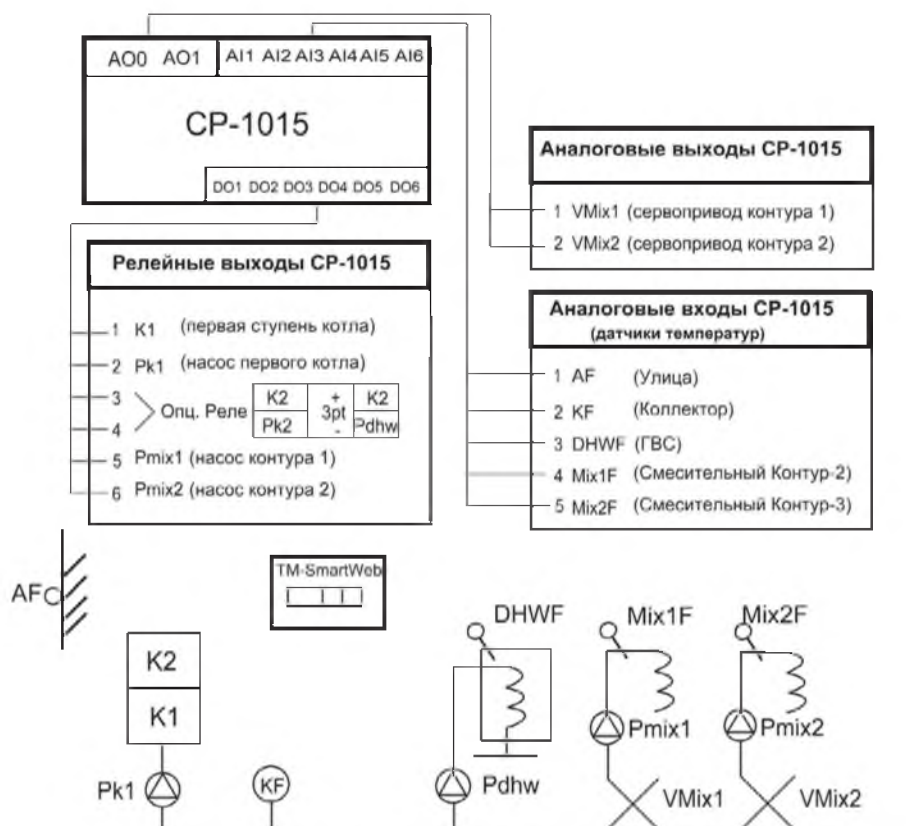 AO0 AO1 AI1 AI2 AI3 AI4 AI5 AI6
CP-1015
DO1 DO2 DO3 DO4 DO5 DO6
Аналоговые выходы CP-1015
1 VMix1 (сервопривод контура 1)
2 VMix2 (сервопривод контура 2)
Релейные выходы CP-1015
1 K1 (первая ступень котла)
2 Pk1 (насос первого котла)
3
4
Опц. Реле
K2 + K2
3pt
Pk2 - Pdhw
5 Pmix1 (насос контура 1)
6 Pmix2 (насос контура 2)
Аналоговые входы CP-1015
(датчики температур)
1 AF (Улица)
2 KF (Коллектор)
3 DHWF (ГВС)
4 Mix1F (Смесительный Контур-2)
5 Mix2F (Смесительный Контур-3)
AF
TM-SmartWeb
DHWF Mix1F Mix2F
K2
K1
Pmix1 Pmix2
Pk1 KF Pdhw VMix1 VMix2